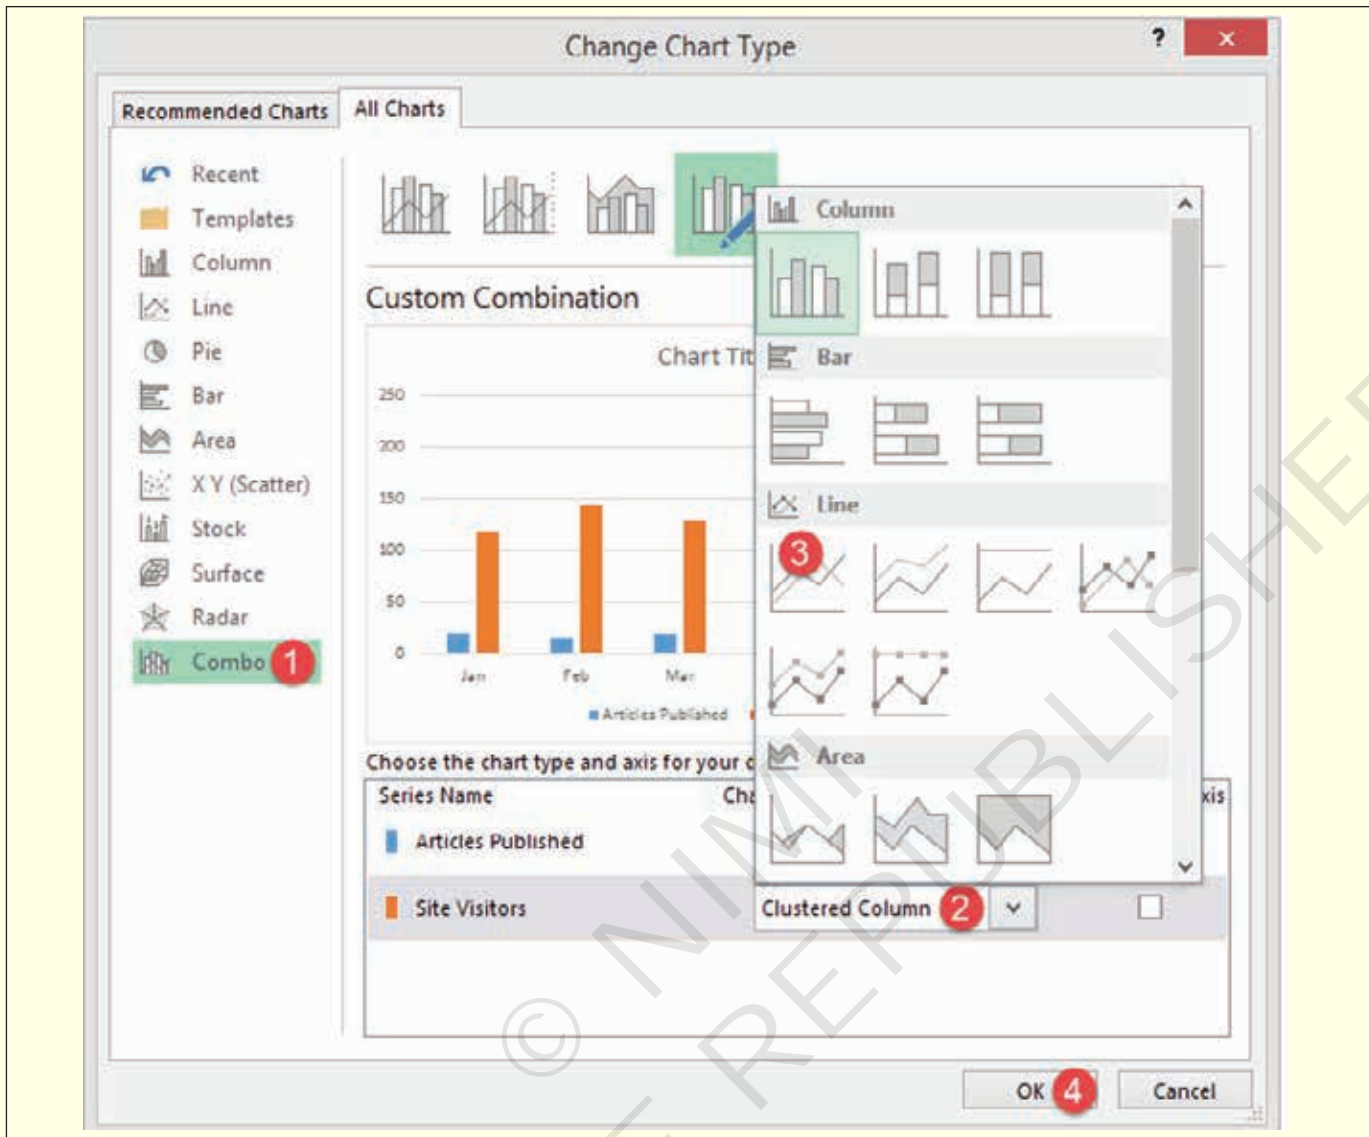 Change Chart Type
?
×
Recommended Charts
All Charts
Recent
Templates
Column
Line
Pie
Bar
Area
X Y (Scatter)
Stock
Surface
Radar
Combo 1
Custom Combination
Chart Tit
250
200
150
100
50
0
Jan Feb Mar
Articles Published
Column
Bar
Line
3
Area
Choose the chart type and axis for your
Series Name
Cha
xis
Articles Published
Site Visitors
Clustered Column 2
OK 4
Cancel
© NIMI
REPUBLISHE